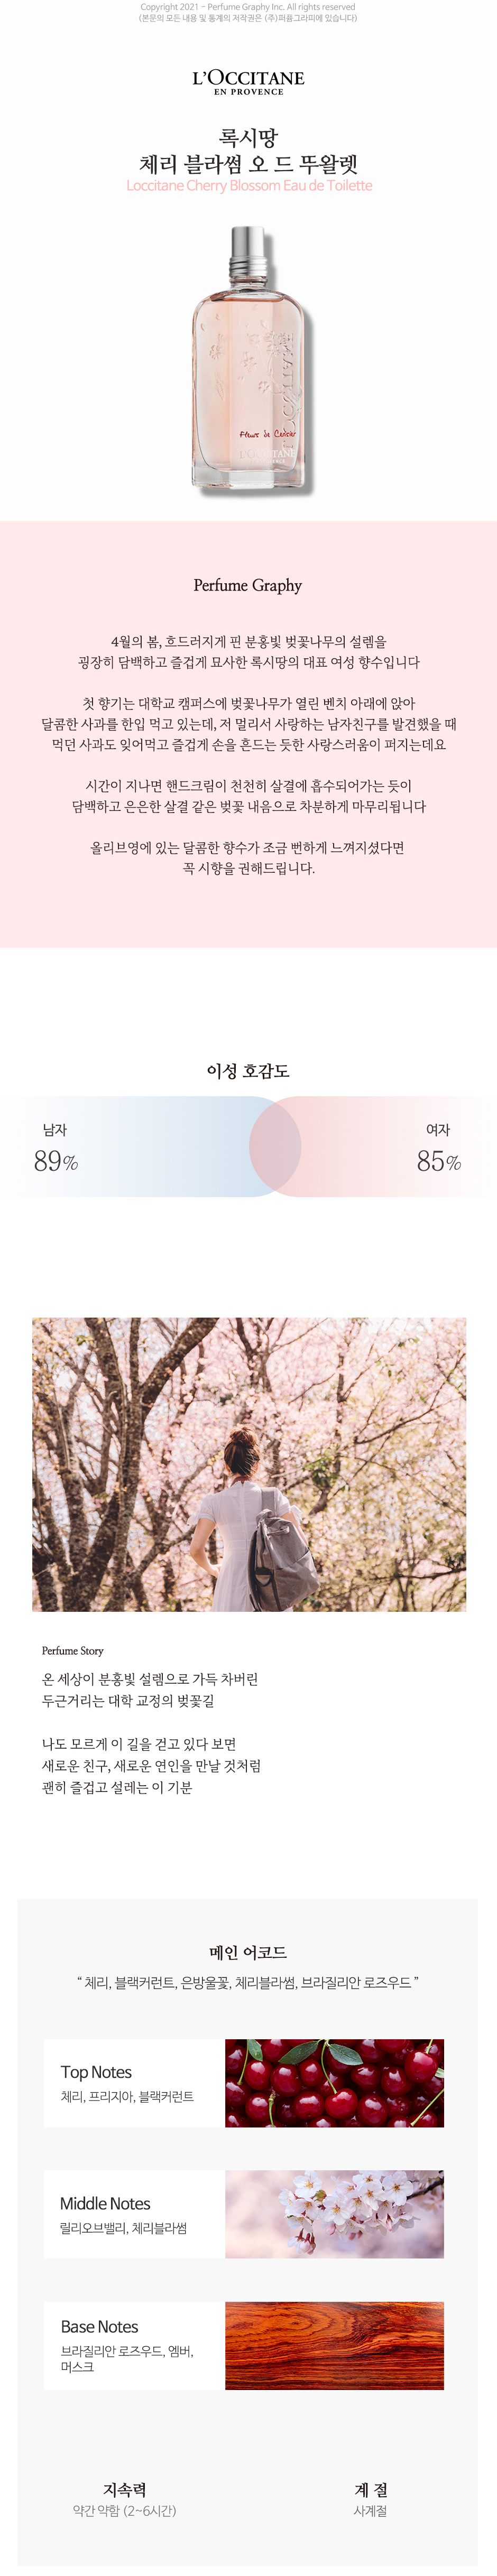 Copyright 2021 - Perfume Graphy Inc. All rights reserved
(본문의 모든 내용 및 통계의 저작권은 (주)퍼퓸그라피에 있습니다)
L'OCCITANE
EN PROVENCE
록시땅
체리 블라썸 오 드 뚜왈렛
Loccitane Cherry Blossom Eau de Toilette
Fleurs de Cerisier
L'OCCITANE
Perfume Graphy
4월의 봄, 흐드러지게 핀 분홍빛 벚꽃나무의 설렘을
굉장히 담백하고 즐겁게 묘사한 록시땅의 대표 여성 향수입니다
첫 향기는 대학교 캠퍼스에 벚꽃나무가 열린 벤치 아래에 앉아
달콤한 사과를 한입 먹고 있는데, 저 멀리서 사랑하는 남자친구를 발견했을 때
먹던 사과도 잊어먹고 즐겁게 손을 흔드는 듯한 사랑스러움이 퍼지는데요
시간이 지나면 핸드크림이 천천히 살결에 흡수되어가는 듯이
담백하고 은은한 살결 같은 벚꽃 내음으로 차분하게 마무리됩니다
올리브영에 있는 달콤한 향수가 조금 뻔하게 느껴지셨다면
꼭 시향을 권해드립니다.
이성 호감도
남자 여자
89% 85%
Perfume Story
온 세상이 분홍빛 설렘으로 가득 차버린
두근거리는 대학 교정의 벚꽃길
나도 모르게 이 길을 걷고 있다 보면
새로운 친구, 새로운 연인을 만날 것처럼
괜히 즐겁고 설레는 이 기분
메인 어코드
“ 체리, 블랙커런트, 은방울꽃, 체리블라썸, 브라질리안 로즈우드 ”
Top Notes
체리, 프리지아, 블랙커런트
Middle Notes
릴리오브밸리, 체리블라썸
Base Notes
브라질리안 로즈우드, 엠버,
머스크
지속력 계 절
약간 약함 (2~6시간) 사계절